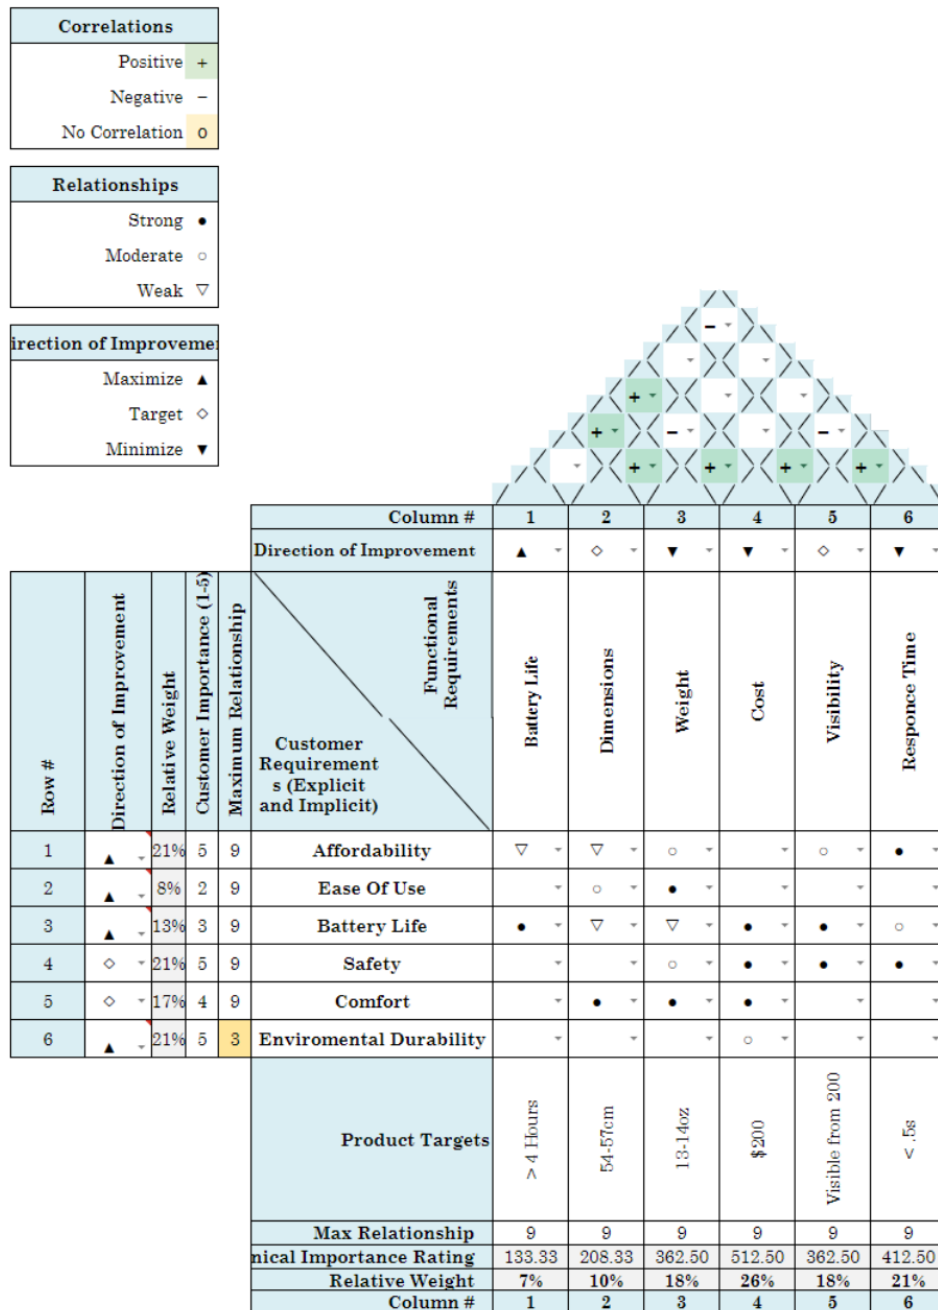 Correlations
Positive +
Negative −
No Correlation o
Relationships
Strong ●
Moderate ○
Weak ▽
irection of Improvemen
Maximize ▲
Target ◇
Minimize ▼
−
+
+ − −
+ + + +
Column # 1 2 3 4 5 6
Direction of Improvement ▲ ◇ ▼ ▼ ◇ ▼
Row #
Direction of Improvement
Relative Weight
Customer Importance (1-5)
Maximum Relationship
Functional
Requirements
Customer
Requirement
s (Explicit
and Implicit)
Battery Life
Dimensions
Weight
Cost
Visibility
Responce Time
1 ▲ 21% 5 9 Affordability ▽ ▽ ○ ○ ●
2 ▲ 8% 2 9 Ease Of Use ○ ●
3 ▲ 13% 3 9 Battery Life ● ▽ ▽ ● ● ○
4 ◇ 21% 5 9 Safety ○ ● ● ●
5 ◇ 17% 4 9 Comfort ● ● ●
6 ▲ 21% 5 3 Enviromental Durability ○
Product Targets
> 4 Hours
54-57cm
13-14oz
$200
Visible from 200
< .5s
Max Relationship 9 9 9 9 9 9
nical Importance Rating 133.33 208.33 362.50 512.50 362.50 412.50
Relative Weight 7% 10% 18% 26% 18% 21%
Column # 1 2 3 4 5 6